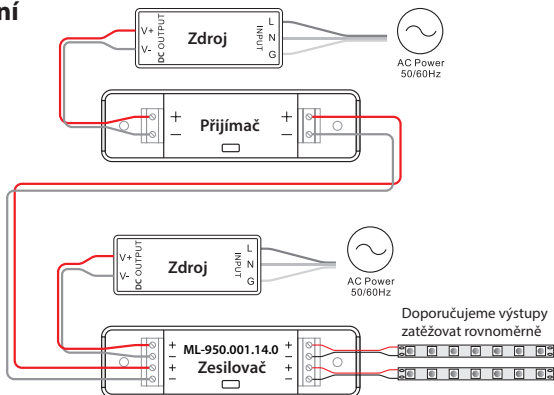 ní
V+
V-
DC OUTPUT
Zdroj
INPUT
L
N
G
AC Power
50/60Hz
+
−
Přijímač
+
−
V+
V-
DC OUTPUT
Zdroj
INPUT
L
N
G
AC Power
50/60Hz
Doporučujeme výstupy
zatěžovat rovnoměrně
+
−
+
−
ML-950.001.14.0
Zesilovač
+
−
+
−